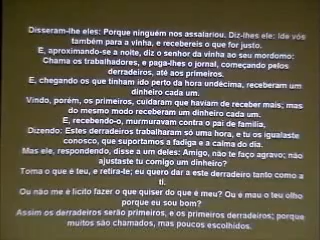 Disseram-lhe eles: Porque ninguém nos assalariou. Diz-lhes ele: Ide vós
também para a vinha, e recebereis o que for justo.
E, aproximando-se a noite, diz o senhor da vinha ao seu mordomo:
Chama os trabalhadores, e paga-lhes o jornal, começando pelos
derradeiros, até aos primeiros.
E, chegando os que tinham ido perto da hora undécima, receberam um
dinheiro cada um.
Vindo, porém, os primeiros, cuidaram que haviam de receber mais; mas
do mesmo modo receberam um dinheiro cada um.
E, recebendo-o, murmuravam contra o pai de família,
Dizendo: Estes derradeiros trabalharam só uma hora, e tu os igualaste
conosco, que suportamos a fadiga e a calma do dia.
Mas ele, respondendo, disse a um deles: Amigo, não te faço agravo; não
ajustaste tu comigo um dinheiro?
Toma o que é teu, e retira-te; eu quero dar a este derradeiro tanto como a
ti.
Ou não me é lícito fazer o que quiser do que é meu? Ou é mau o teu olho
porque eu sou bom?
Assim os derradeiros serão primeiros, e os primeiros derradeiros; porque
muitos são chamados, mas poucos escolhidos.